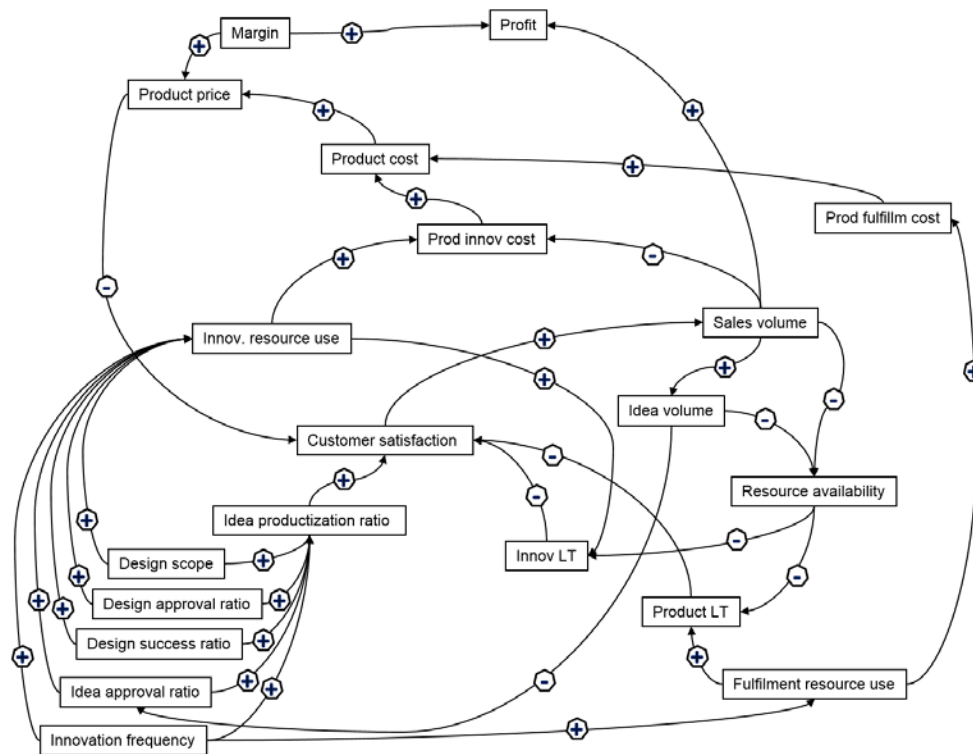 Margin
Profit
Product price
Product cost
Prod fulfillm cost
Prod innov cost
Sales volume
Innov. resource use
Idea volume
Customer satisfaction
Resource availability
Idea productization ratio
Innov LT
Design scope
Design approval ratio
Product LT
Design success ratio
Idea approval ratio
Fulfilment resource use
Innovation frequency